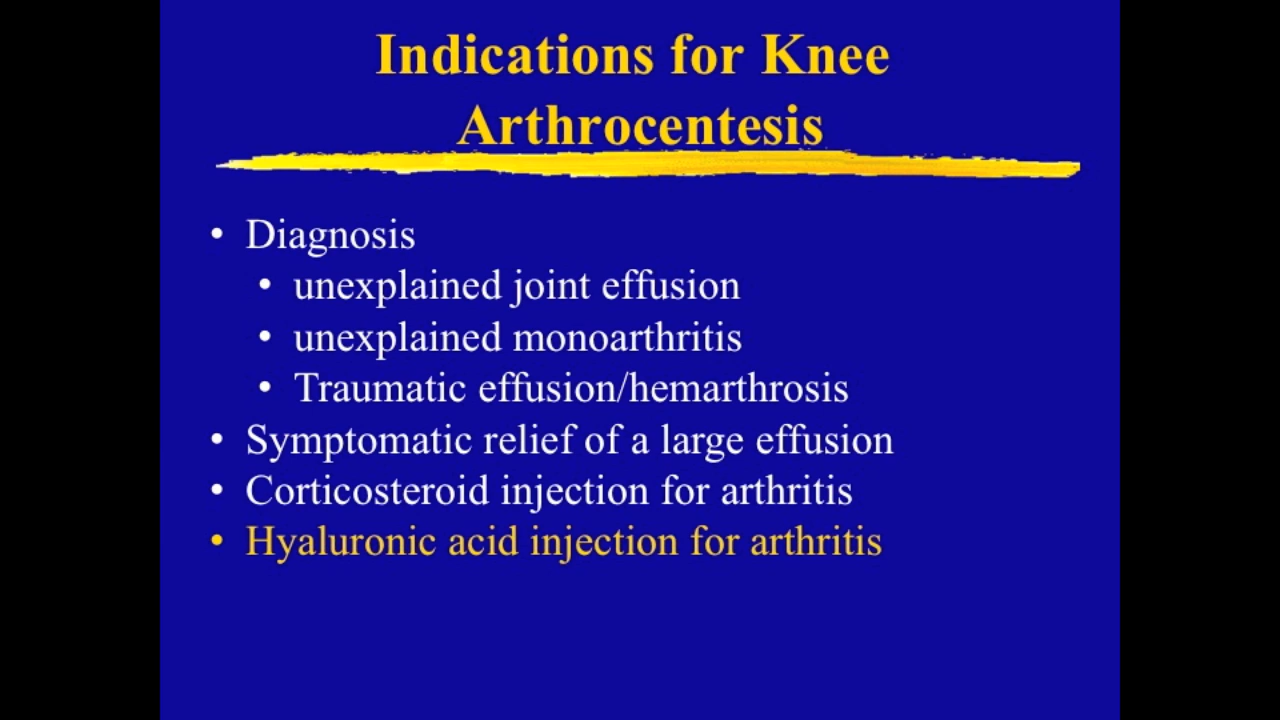 Indications for Knee
Arthrocentesis
• Diagnosis
• unexplained joint effusion
• unexplained monoarthritis
• Traumatic effusion/hemarthrosis
• Symptomatic relief of a large effusion
• Corticosteroid injection for arthritis
• Hyaluronic acid injection for arthritis